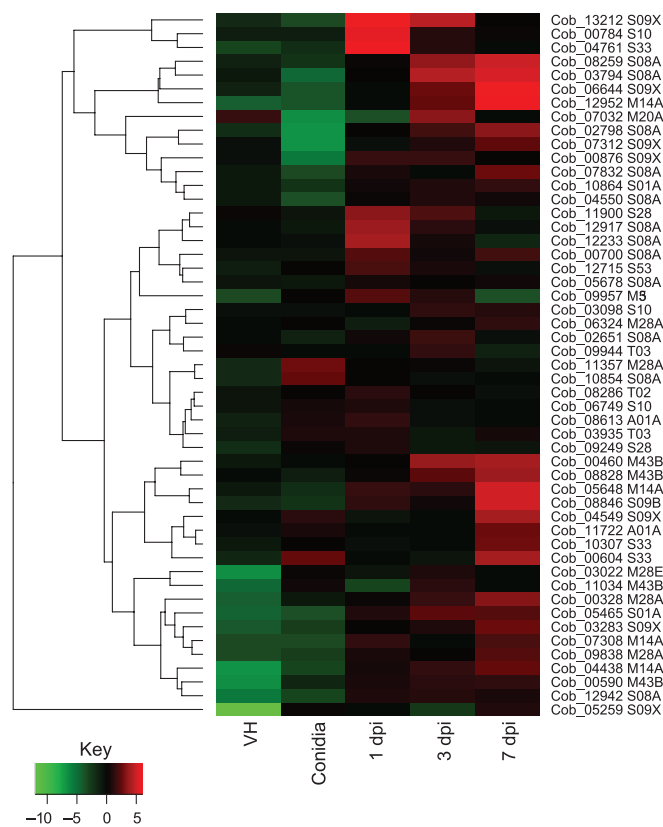 Cob_13212 S09X
Cob_00784 S10
Cob_04761 S33
Cob_08259 S08A
Cob_03794 S08A
Cob_06644 S09X
Cob_12952 M14A
Cob_07032 M20A
Cob_02798 S08A
Cob_07312 S09X
Cob_00876 S09X
Cob_07832 S08A
Cob_10864 S01A
Cob_04550 S08A
Cob_11900 S28
Cob_12917 S08A
Cob_12233 S08A
Cob_00700 S08A
Cob_12715 S53
Cob_05678 S08A
Cob_09957
Cob_03098 S10
Cob_06324 M28A
Cob_02651 S08A
Cob_09944 T03
Cob_11357 M28A
Cob_10854 S08A
Cob_08286 T02
Cob_06749 S10
Cob_08613 A01A
Cob_03935 T03
Cob_09249 S28
Cob_00460 M43B
Cob_08828 M43B
Cob_05648 M14A
Cob_08846 S09B
Cob_04549 S09X
Cob_11722 A01A
Cob_10307 S33
Cob_00604 S33
Cob_03022 M28E
Cob_11034 M43B
Cob_00328 M28A
Cob_05465 S01A
Cob_03283 S09X
Cob_07308 M14A
Cob_09838 M28A
Cob_04438 M14A
Cob_00590 M43B
Cob_12942 S08A
Cob_05259 S09X
VH
Conidia
1 dpi
3 dpi
7 dpi
Key
−10 −5 0 5